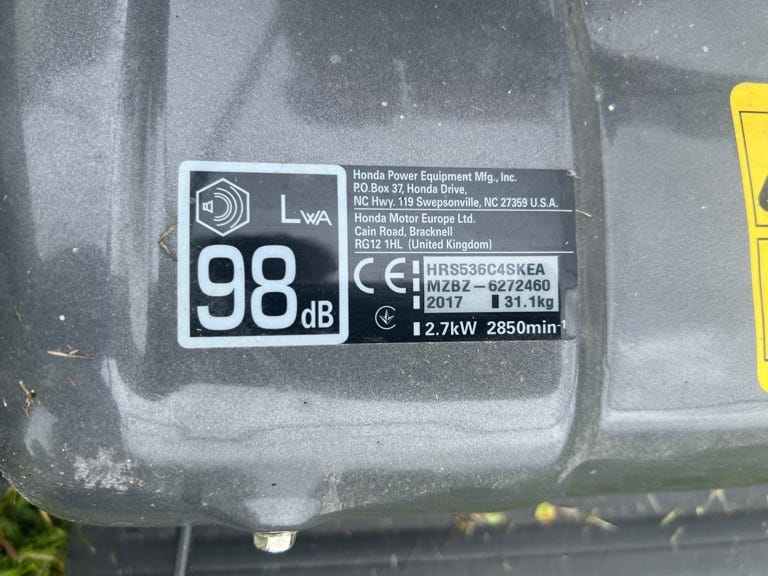 LWA
98 dB
Honda Power Equipment Mfg., Inc.
P.O.Box 37, Honda Drive,
NC Hwy. 119 Swepsonville, NC 27359 U.S.A.
Honda Motor Europe Ltd.
Cain Road, Bracknell
RG12 1HL (United Kingdom)
CE
HRS536C4SKEA
MZBZ-6272460
2017 31.1kg
2.7kW 2850min-1